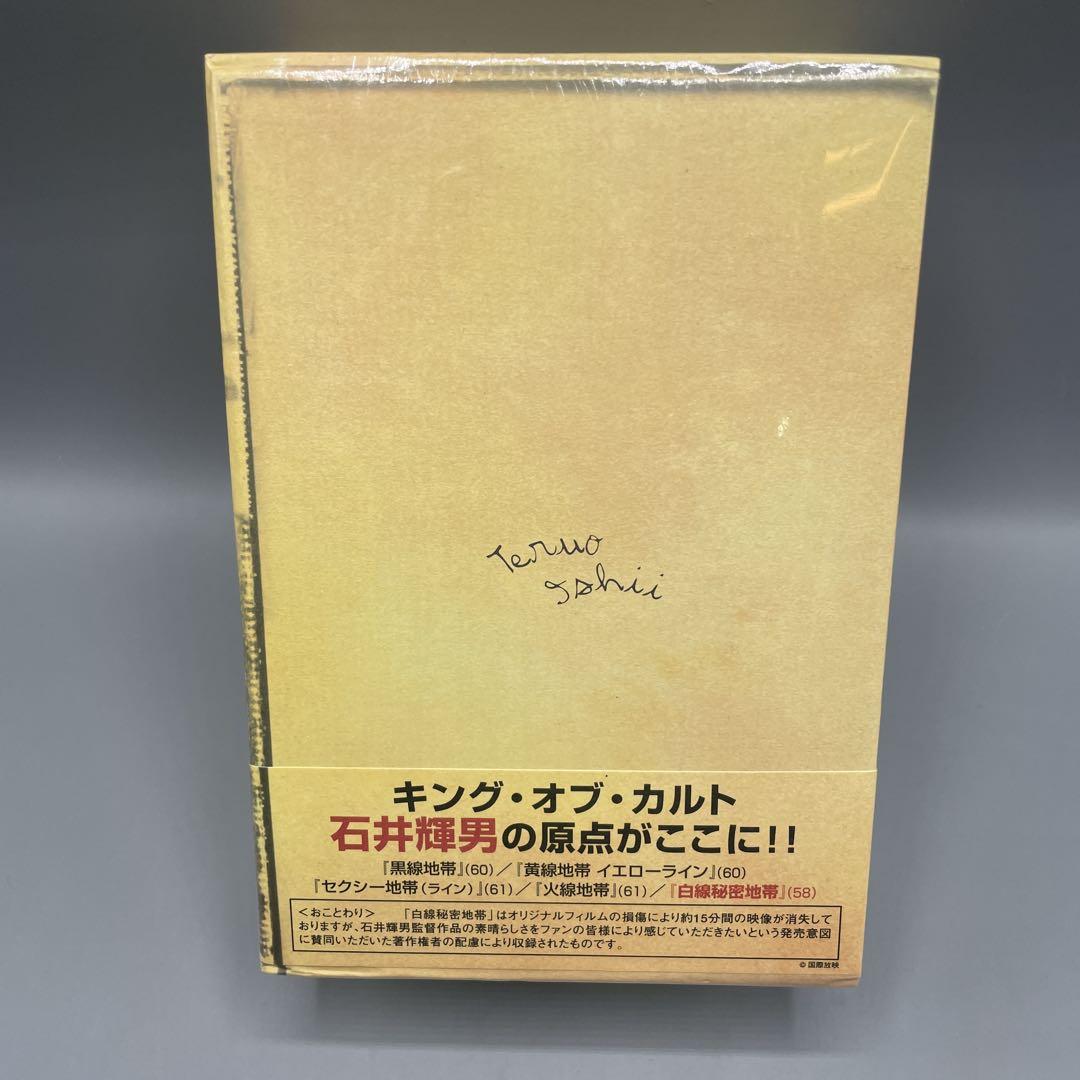 Teruo
Ishii
キング・オブ・カルト
石井輝男の原点がここに!!
『黒線地帯』(60)／『黄線地帯 イエローライン』(60)
『セクシー地帯(ライン)』(61)／『火線地帯』(61)／『白線秘密地帯』(58)
＜おことわり＞ 「白線秘密地帯」はオリジナルフィルムの損傷により約15分間の映像が消失して
おりますが、石井輝男監督作品の素晴らしさをファンの皆様により感じていただきたいという発売意図
に賛同いただいた著作権者の配慮により収録されたものです。
© 国際放映